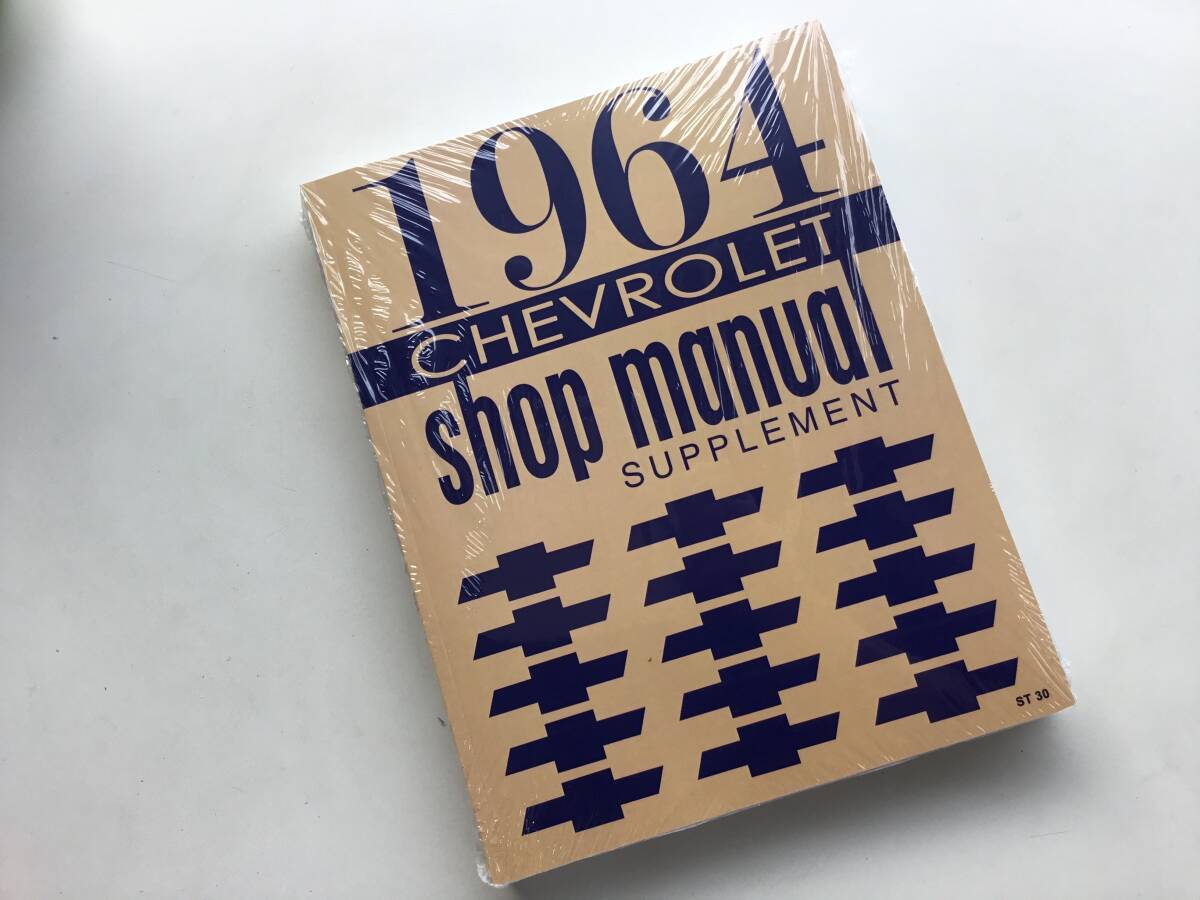 1964
CHEVROLET
shop manual
SUPPLEMENT
ST 30